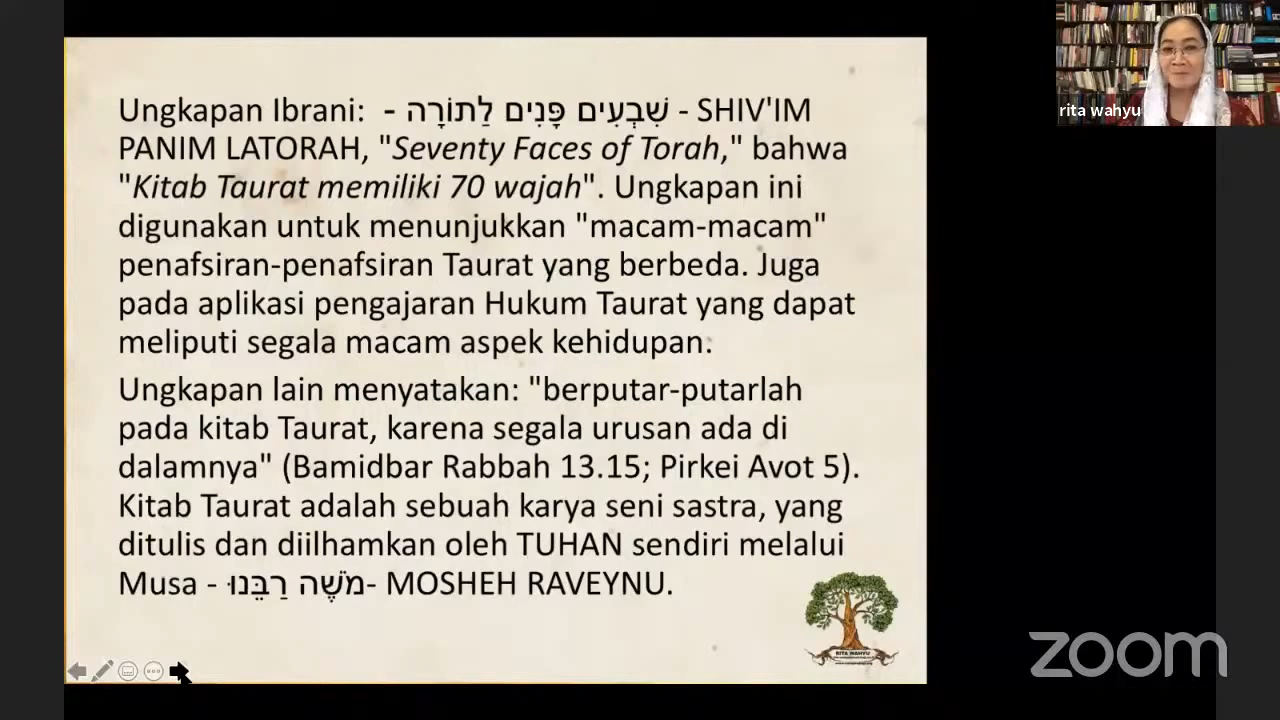 Ungkapan Ibrani:  - שִׁבְעִים פָּנִים לַתוֹרָה - SHIV'IM
PANIM LATORAH, "Seventy Faces of Torah," bahwa
"Kitab Taurat memiliki 70 wajah". Ungkapan ini
digunakan untuk menunjukkan "macam-macam"
penafsiran-penafsiran Taurat yang berbeda. Juga
pada aplikasi pengajaran Hukum Taurat yang dapat
meliputi segala macam aspek kehidupan:
Ungkapan lain menyatakan: "berputar-putarlah
pada kitab Taurat, karena segala urusan ada di
dalamnya" (Bamidbar Rabbah 13.15; Pirkei Avot 5).
Kitab Taurat adalah sebuah karya seni sastra, yang
ditulis dan diilhamkan oleh TUHAN sendiri melalui
Musa - מֹשֶׁה רַבֵּנוּ- MOSHEH RAVEYNU.
RITA WAHYU
rita wahyu
zoom